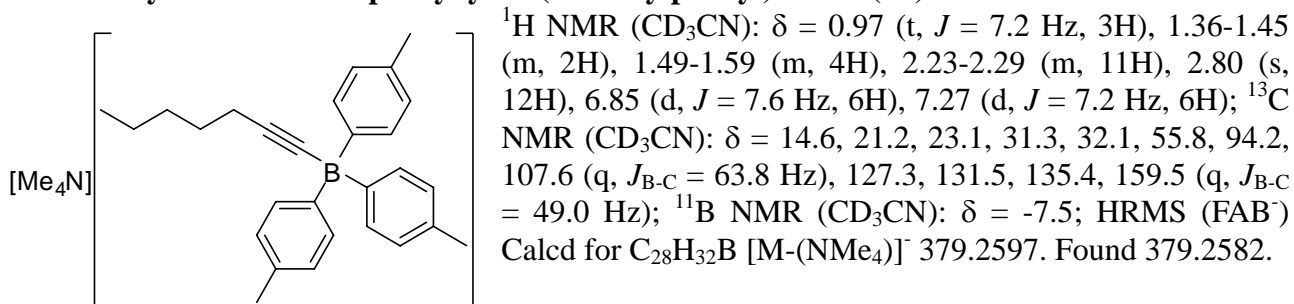 ¹H NMR (CD₃CN): δ = 0.97 (t, J = 7.2 Hz, 3H), 1.36-1.45
(m, 2H), 1.49-1.59 (m, 4H), 2.23-2.29 (m, 11H), 2.80 (s,
12H), 6.85 (d, J = 7.6 Hz, 6H), 7.27 (d, J = 7.2 Hz, 6H); ¹³C
NMR (CD₃CN): δ = 14.6, 21.2, 23.1, 31.3, 32.1, 55.8, 94.2,
107.6 (q, J_B-C = 63.8 Hz), 127.3, 131.5, 135.4, 159.5 (q, J_B-C
= 49.0 Hz); ¹¹B NMR (CD₃CN): δ = -7.5; HRMS (FAB⁻)
Calcd for C₂₈H₃₂B [M-(NMe₄)]⁻ 379.2597. Found 379.2582.
[Me₄N]
B